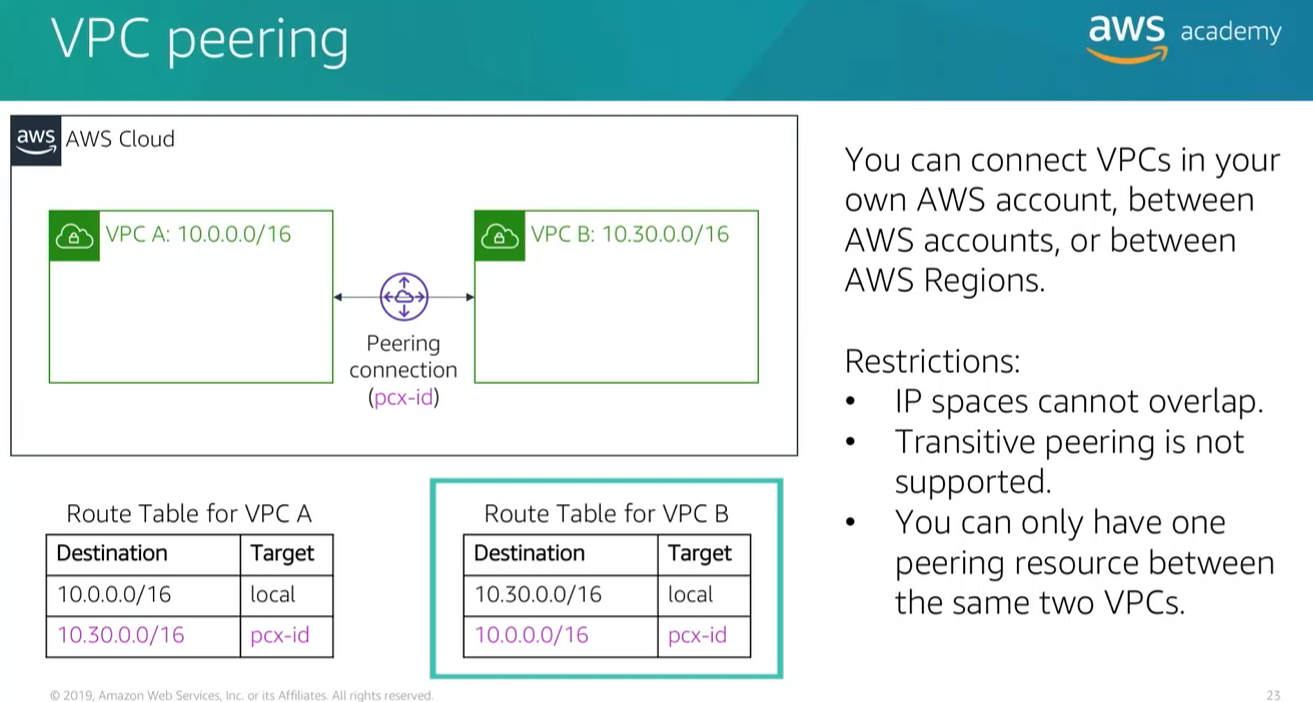 VPC peering
aws academy
aws AWS Cloud
VPC A: 10.0.0.0/16
VPC B: 10.30.0.0/16
Peering
connection
(pcx-id)
You can connect VPCs in your
own AWS account, between
AWS accounts, or between
AWS Regions.
Restrictions:
• IP spaces cannot overlap.
• Transitive peering is not
supported.
• You can only have one
peering resource between
the same two VPCs.
Route Table for VPC A
Destination Target
10.0.0.0/16 local
10.30.0.0/16 pcx-id
Route Table for VPC B
Destination Target
10.30.0.0/16 local
10.0.0.0/16 pcx-id
© 2019, Amazon Web Services, Inc. or its Affiliates. All rights reserved.
23